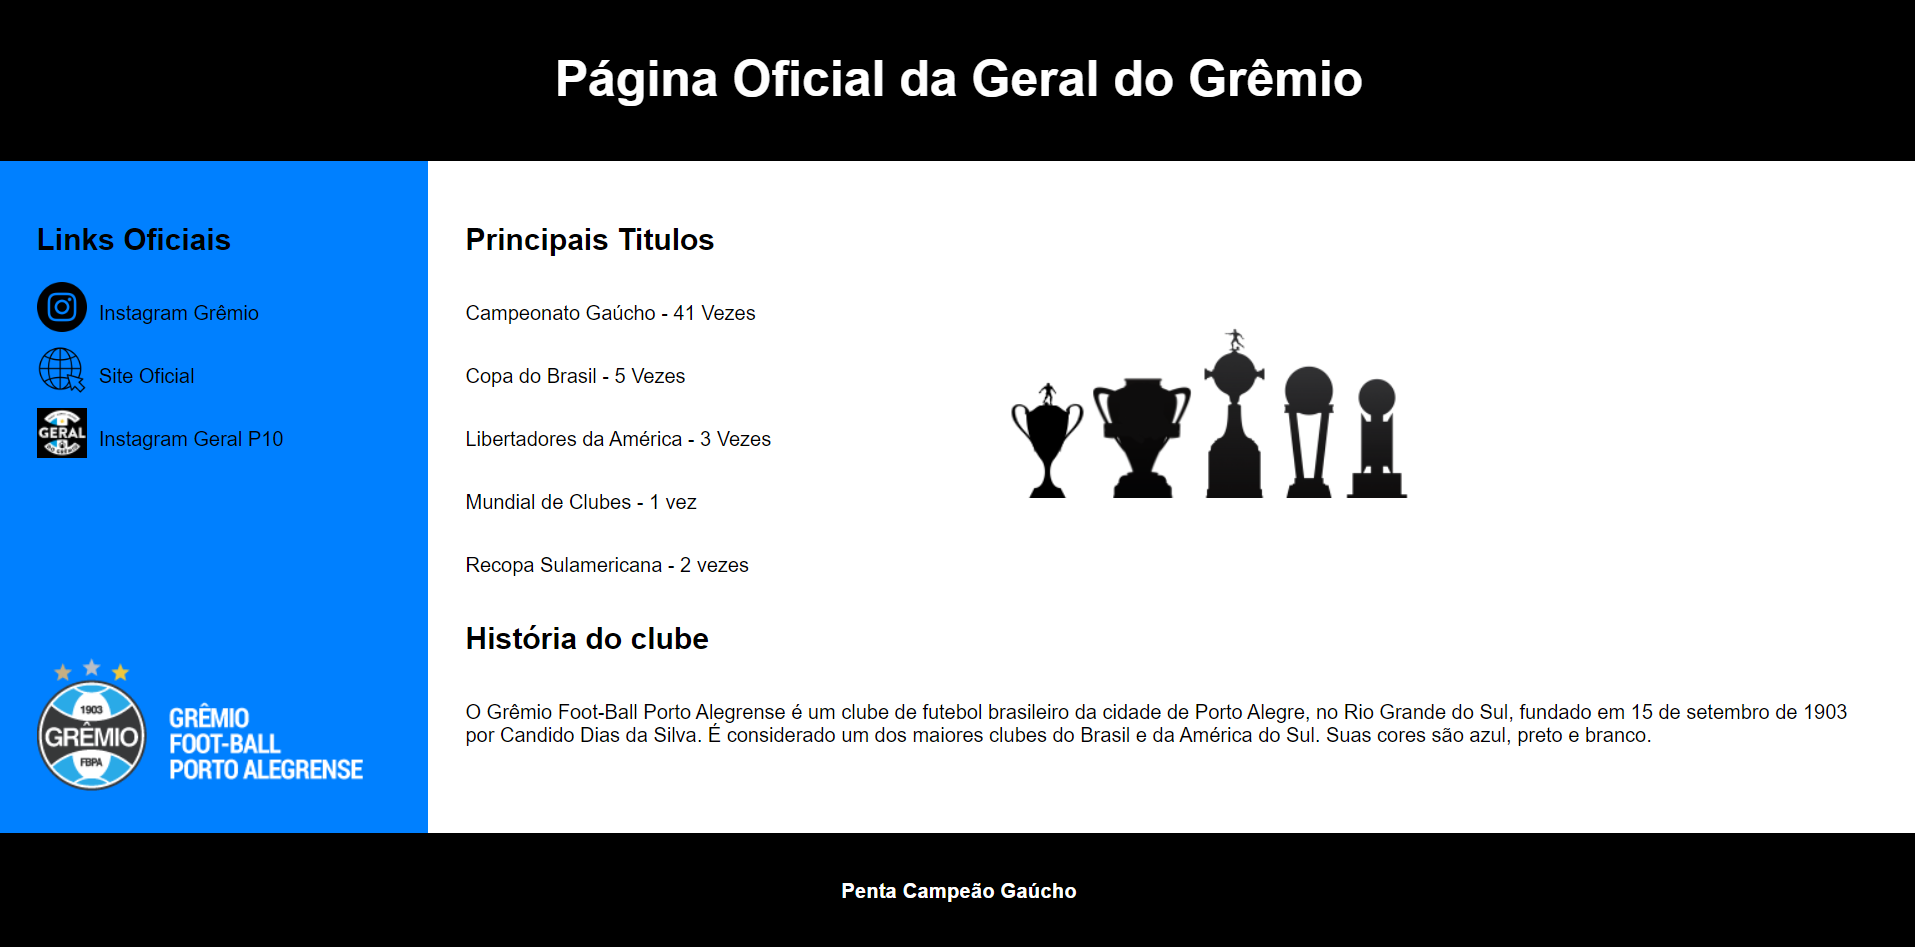 Página Oficial da Geral do Grêmio
Links Oficiais
Instagram Grêmio
Site Oficial
GERAL
DO GRÊMIO
Instagram Geral P10
1903
GRÊMIO
FBPA
GRÊMIO
FOOT-BALL
PORTO ALEGRENSE
Principais Titulos
Campeonato Gaúcho - 41 Vezes
Copa do Brasil - 5 Vezes
Libertadores da América - 3 Vezes
Mundial de Clubes - 1 vez
Recopa Sulamericana - 2 vezes
História do clube
O Grêmio Foot-Ball Porto Alegrense é um clube de futebol brasileiro da cidade de Porto Alegre, no Rio Grande do Sul, fundado em 15 de setembro de 1903
por Candido Dias da Silva. É considerado um dos maiores clubes do Brasil e da América do Sul. Suas cores são azul, preto e branco.
Penta Campeão Gaúcho